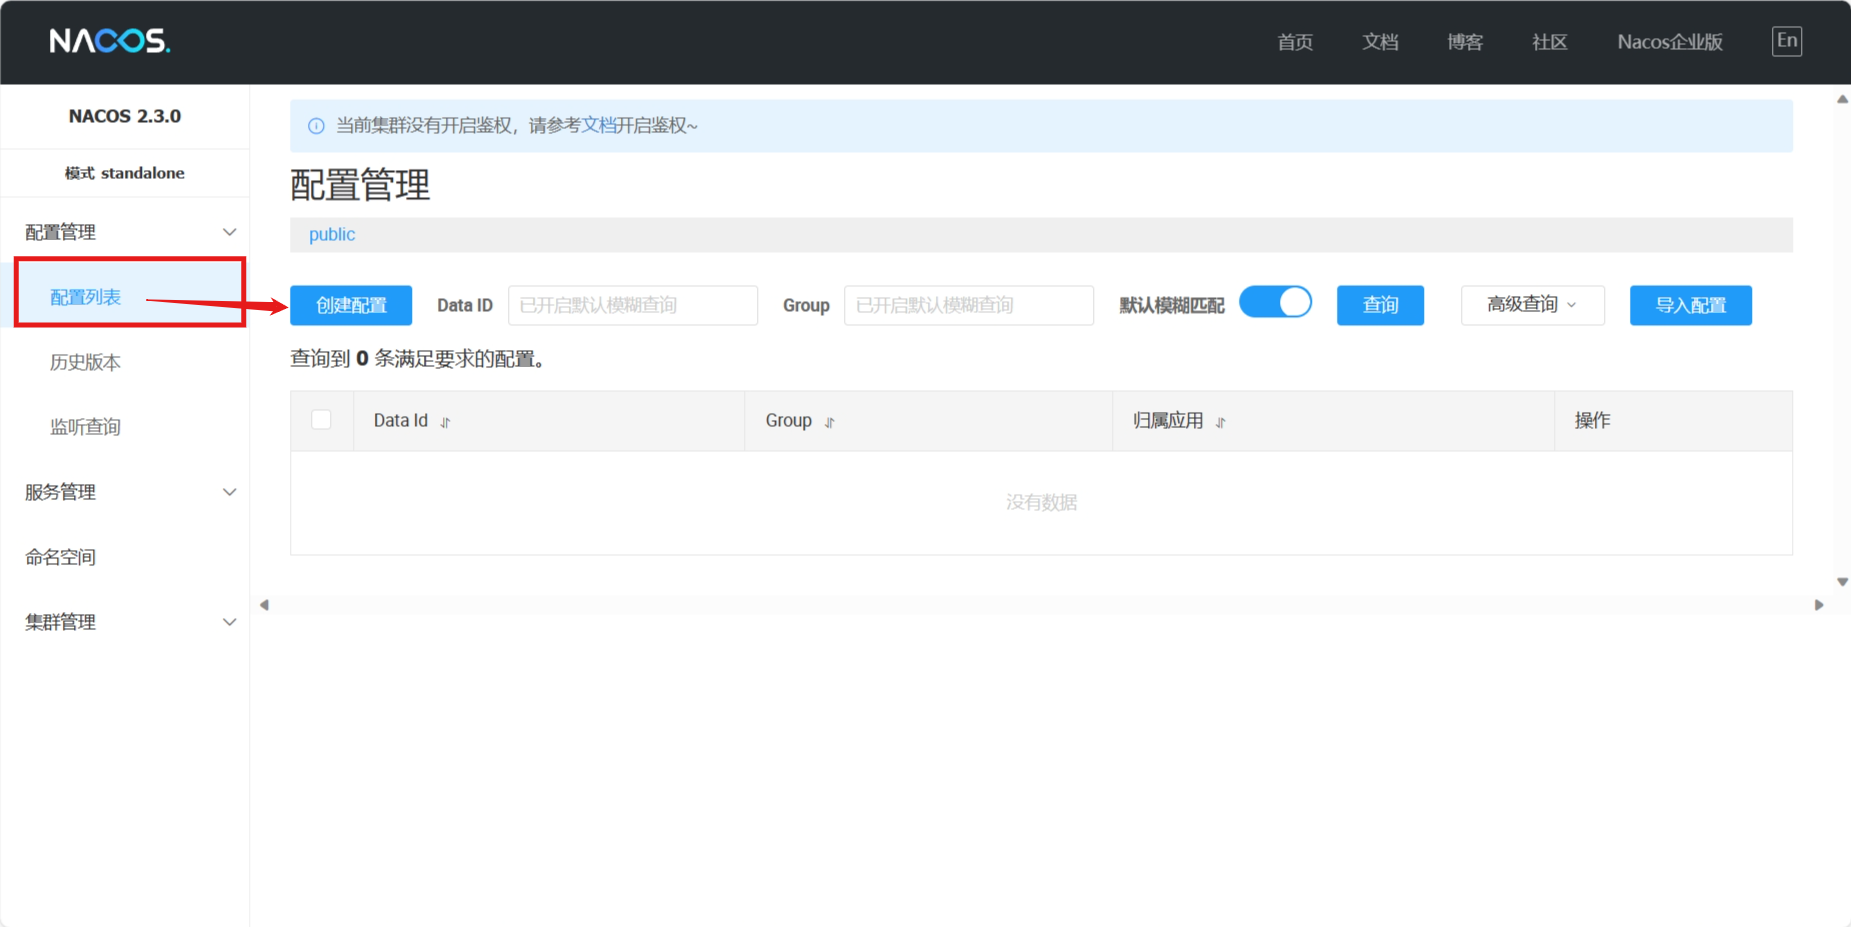 NACOS.
首页 文档 博客 社区 Nacos企业版 En
NACOS 2.3.0
模式 standalone
配置管理
配置列表
历史版本
监听查询
服务管理
命名空间
集群管理
当前集群没有开启鉴权，请参考文档开启鉴权~
配置管理
public
创建配置 Data ID 已开启默认模糊查询 Group 已开启默认模糊查询 默认模糊匹配 查询 高级查询 导入配置
查询到 0 条满足要求的配置。
Data Id Group 归属应用 操作
没有数据